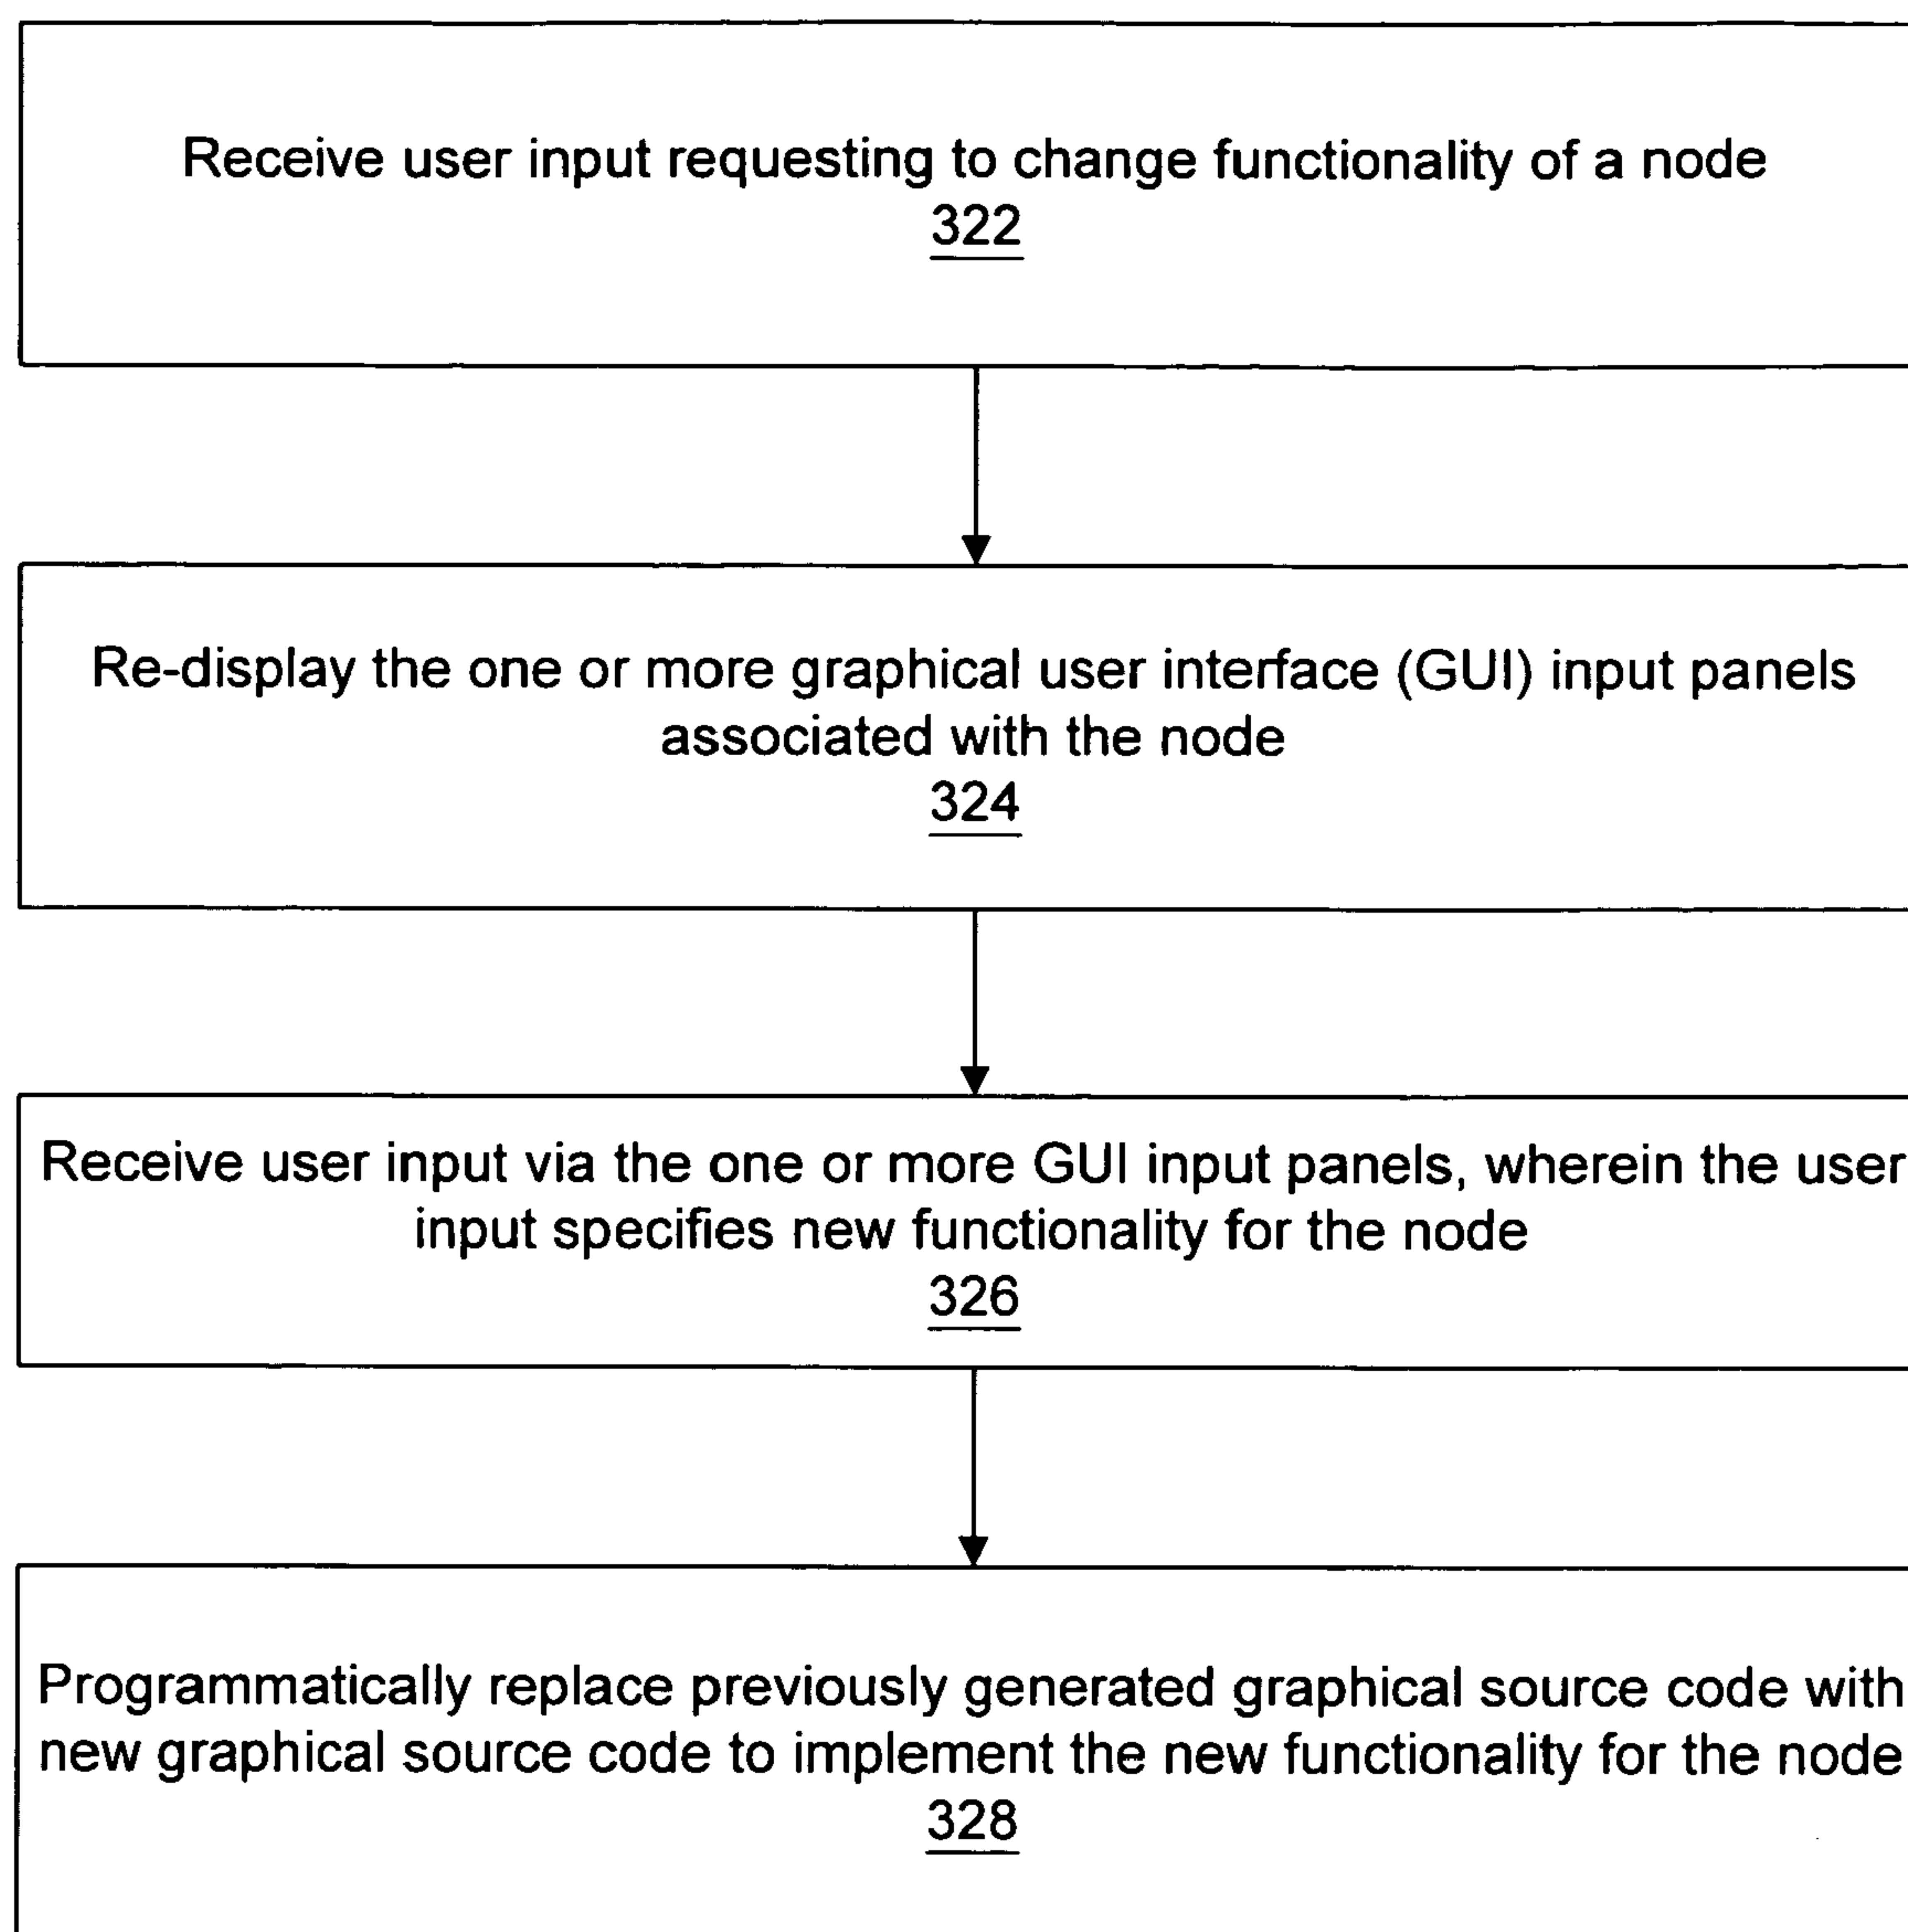 Receive user input requesting to change functionality of a node
322
Re-display the one or more graphical user interface (GUI) input panels
associated with the node
324
Receive user input via the one or more GUI input panels, wherein the user
input specifies new functionality for the node
326
Programmatically replace previously generated graphical source code with
new graphical source code to implement the new functionality for the node
328